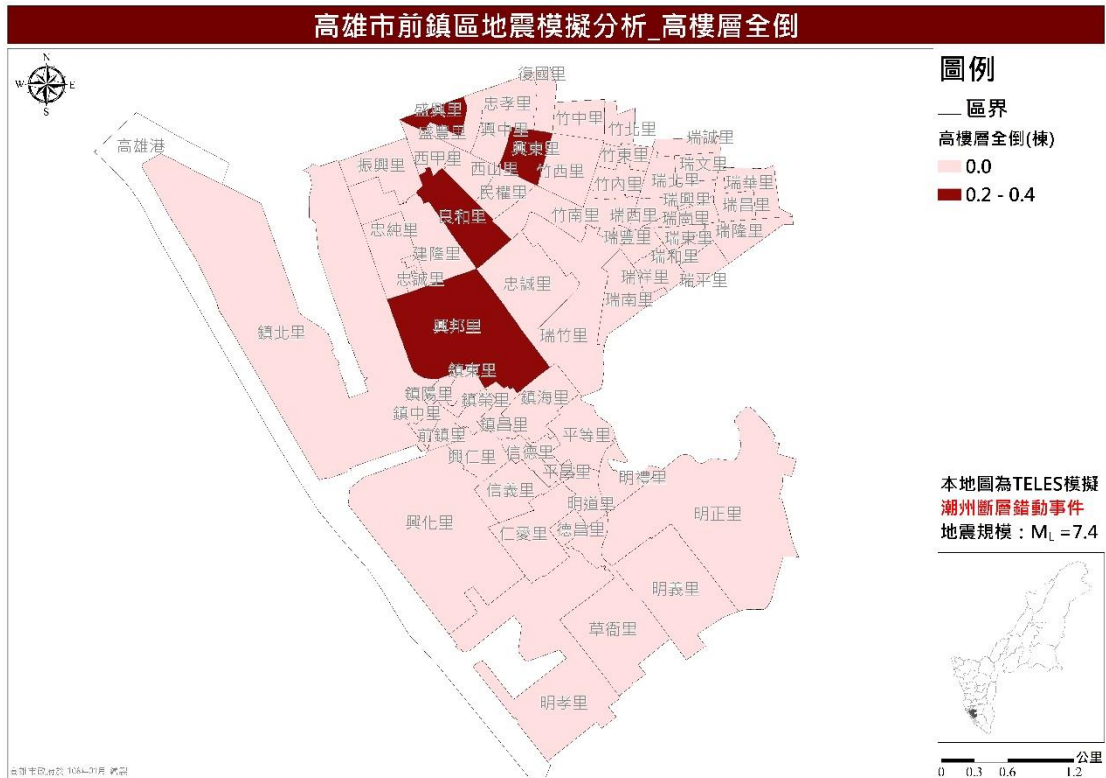 高雄市前鎮區地震模擬分析_高樓層全倒
N
W
E
S
圖例
區界
高樓層全倒(棟)
0.0
0.2 - 0.4
復國里
盛興里
忠孝里
盛豐里
興中里
竹中里
竹北里
高雄港
興東里
瑞誠里
振興里
西甲里
西山里
竹西里
竹東里
瑞文里
民權里
竹內里
瑞北里
瑞華里
良和里
瑞興里
瑞昌里
竹南里
瑞西里
瑞崗里
忠純里
瑞豐里
瑞東里
瑞隆里
建隆里
瑞和里
忠誠里
忠誠里
瑞祥里
瑞平里
瑞南里
鎮北里
興邦里
瑞竹里
鎮東里
鎮陽里
鎮榮里
鎮海里
鎮中里
鎮昌里
前鎮里
平等里
興仁里
信德里
平昌里
明禮里
信義里
明道里
興化里
仁愛里
德昌里
明正里
明義里
草衙里
明孝里
本地圖為TELES模擬
潮州斷層錯動事件
地震規模：ML =7.4
公里
0 0.3 0.6 1.2